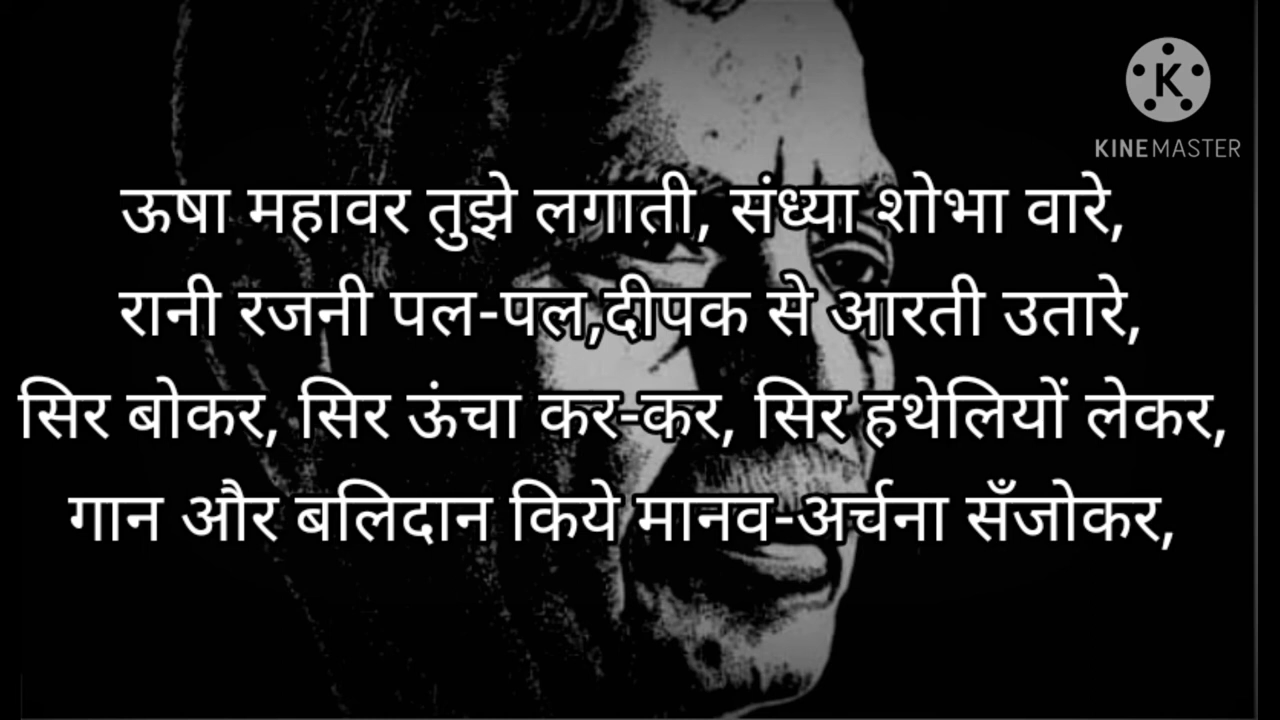 K
KINEMASTER
ऊषा महावर तुझे लगाती, संध्या शोभा वारे,
रानी रजनी पल-पल,दीपक से आरती उतारे,
सिर बोकर, सिर ऊंचा कर-कर, सिर हथेलियों लेकर,
गान और बलिदान किये मानव-अर्चना सँजोकर,